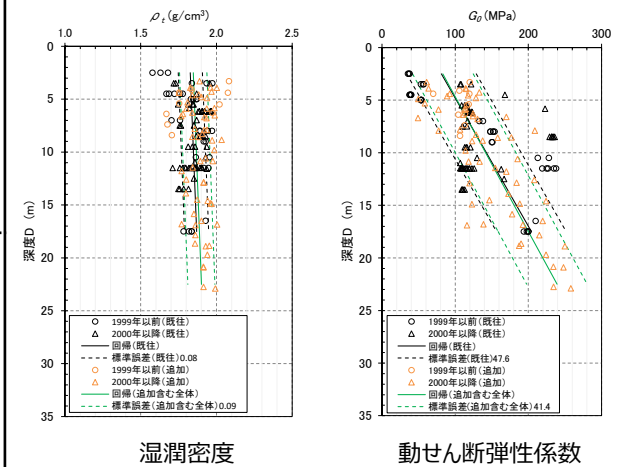 ρt (g/cm³)
1.0 1.5 2.0 2.5
0
5
10
15
20
25
30
35
深度D (m)
1999年以前(既往)
2000年以降(既往)
回帰(既往)
標準誤差(既往)0.08
1999年以前(追加)
2000年以降(追加)
回帰(追加含む全体)
標準誤差(追加含む全体)0.09
湿潤密度
G0 (MPa)
0 100 200 300
0
5
10
15
20
25
30
35
深度D (m)
1999年以前(既往)
2000年以降(既往)
回帰(既往)
標準誤差(既往)47.6
1999年以前(追加)
2000年以降(追加)
回帰(追加含む全体)
標準誤差(追加含む全体)41.4
動せん断弾性係数